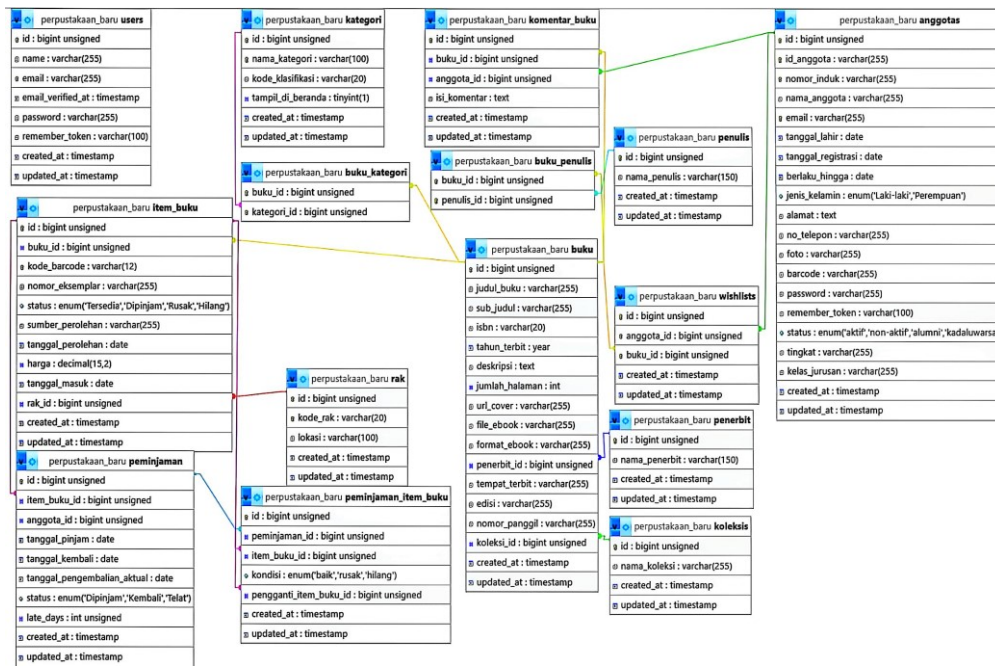 perpustakaan_baru users
id : bigint unsigned
name : varchar(255)
email : varchar(255)
email_verified_at : timestamp
password : varchar(255)
remember_token : varchar(100)
created_at : timestamp
updated_at : timestamp
perpustakaan_baru kategori
id : bigint unsigned
nama_kategori : varchar(100)
kode_klasifikasi : varchar(20)
tampil_di_beranda : tinyint(1)
created_at : timestamp
updated_at : timestamp
perpustakaan_baru komentar_buku
id : bigint unsigned
buku_id : bigint unsigned
anggota_id : bigint unsigned
isi_komentar : text
created_at : timestamp
updated_at : timestamp
perpustakaan_baru anggotas
id : bigint unsigned
id_anggota : varchar(255)
nomor_induk : varchar(255)
nama_anggota : varchar(255)
email : varchar(255)
tanggal_lahir : date
tanggal_registrasi : date
berlaku_hingga : date
jenis_kelamin : enum('Laki-laki','Perempuan')
alamat : text
no_telepon : varchar(255)
foto : varchar(255)
barcode : varchar(255)
password : varchar(255)
remember_token : varchar(100)
status : enum('aktif','non-aktif','alumni','kadaluwarsa
tingkat : varchar(255)
kelas_jurusan : varchar(255)
created_at : timestamp
updated_at : timestamp
perpustakaan_baru buku_kategori
buku_id : bigint unsigned
kategori_id : bigint unsigned
perpustakaan_baru buku_penulis
buku_id : bigint unsigned
penulis_id : bigint unsigned
perpustakaan_baru penulis
id : bigint unsigned
nama_penulis : varchar(150)
created_at : timestamp
updated_at : timestamp
perpustakaan_baru item_buku
id : bigint unsigned
buku_id : bigint unsigned
kode_barcode : varchar(12)
nomor_eksemplar : varchar(255)
status : enum('Tersedia','Dipinjam','Rusak','Hilang')
sumber_perolehan : varchar(255)
tanggal_perolehan : date
harga : decimal(15,2)
tanggal_masuk : date
rak_id : bigint unsigned
created_at : timestamp
updated_at : timestamp
perpustakaan_baru buku
id : bigint unsigned
judul_buku : varchar(255)
sub_judul : varchar(255)
isbn : varchar(20)
tahun_terbit : year
deskripsi : text
jumlah_halaman : int
url_cover : varchar(255)
file_ebook : varchar(255)
format_ebook : varchar(255)
penerbit_id : bigint unsigned
tempat_terbit : varchar(255)
edisi : varchar(255)
nomor_panggil : varchar(255)
koleksi_id : bigint unsigned
created_at : timestamp
updated_at : timestamp
perpustakaan_baru wishlists
id : bigint unsigned
anggota_id : bigint unsigned
buku_id : bigint unsigned
created_at : timestamp
updated_at : timestamp
perpustakaan_baru rak
id : bigint unsigned
kode_rak : varchar(20)
lokasi : varchar(100)
created_at : timestamp
updated_at : timestamp
perpustakaan_baru penerbit
id : bigint unsigned
nama_penerbit : varchar(150)
created_at : timestamp
updated_at : timestamp
perpustakaan_baru peminjaman
id : bigint unsigned
item_buku_id : bigint unsigned
anggota_id : bigint unsigned
tanggal_pinjam : date
tanggal_kembali : date
tanggal_pengembalian_aktual : date
status : enum('Dipinjam','Kembali','Telat')
late_days : int unsigned
created_at : timestamp
updated_at : timestamp
perpustakaan_baru peminjaman_item_buku
id : bigint unsigned
peminjaman_id : bigint unsigned
item_buku_id : bigint unsigned
kondisi : enum('baik','rusak','hilang')
pengganti_item_buku_id : bigint unsigned
created_at : timestamp
updated_at : timestamp
perpustakaan_baru koleksis
id : bigint unsigned
nama_koleksi : varchar(255)
created_at : timestamp
updated_at : timestamp